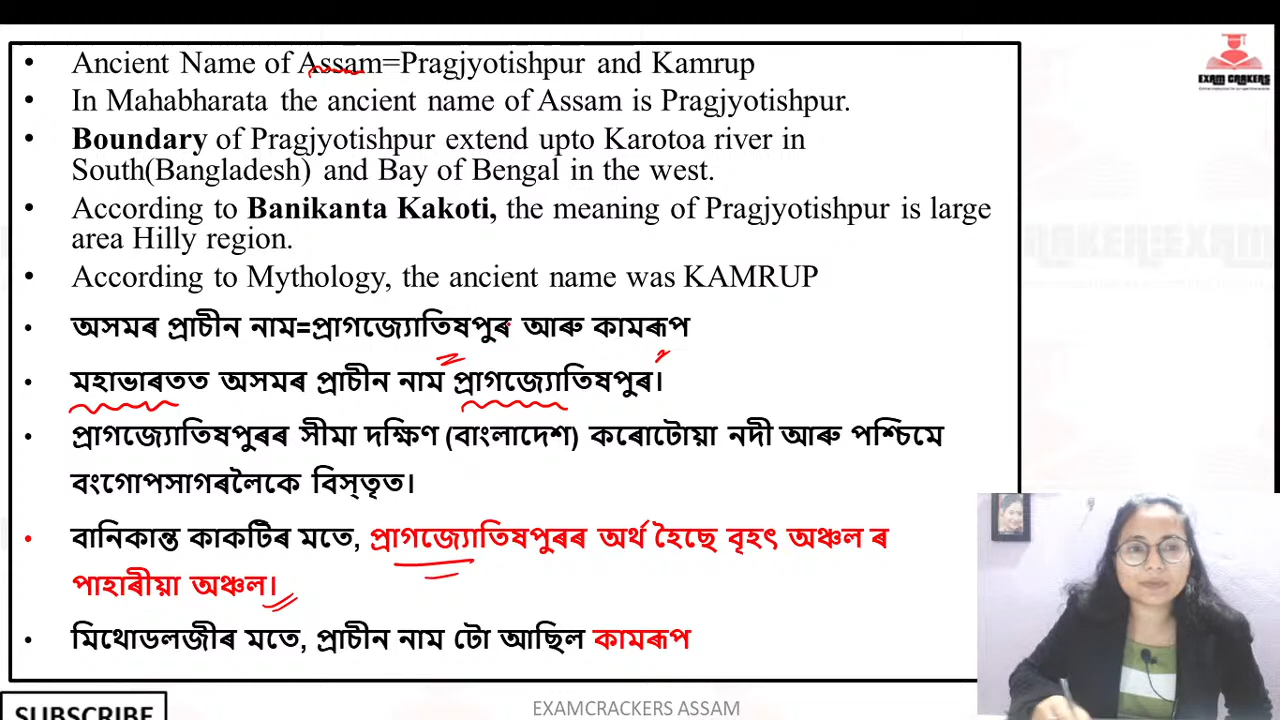 • Ancient Name of Assam=Pragjyotishpur and Kamrup
• In Mahabharata the ancient name of Assam is Pragjyotishpur.
• Boundary of Pragjyotishpur extend upto Karotoa river in
South(Bangladesh) and Bay of Bengal in the west.
• According to Banikanta Kakoti, the meaning of Pragjyotishpur is large
area Hilly region.
• According to Mythology, the ancient name was KAMRUP
• অসমৰ প্ৰাচীন নাম=প্ৰাগজ্যোতিষপুৰ আৰু কামৰূপ
• মহাভাৰতত অসমৰ প্ৰাচীন নাম প্ৰাগজ্যোতিষপুৰ।
• প্ৰাগজ্যোতিষপুৰৰ সীমা দক্ষিণ (বাংলাদেশ) কৰোটোয়া নদী আৰু পশ্চিমে
বংগোপসাগৰলৈকে বিস্তৃত।
• বানিকান্ত কাকটিৰ মতে, প্ৰাগজ্যোতিষপুৰৰ অৰ্থ হৈছে বৃহৎ অঞ্চল ৰ
পাহাৰীয়া অঞ্চল।
• মিথোডলজীৰ মতে, প্ৰাচীন নাম টো আছিল কামৰূপ
EXAM CRAKERS
SUBSCRIBE
EXAMCRACKERS ASSAM